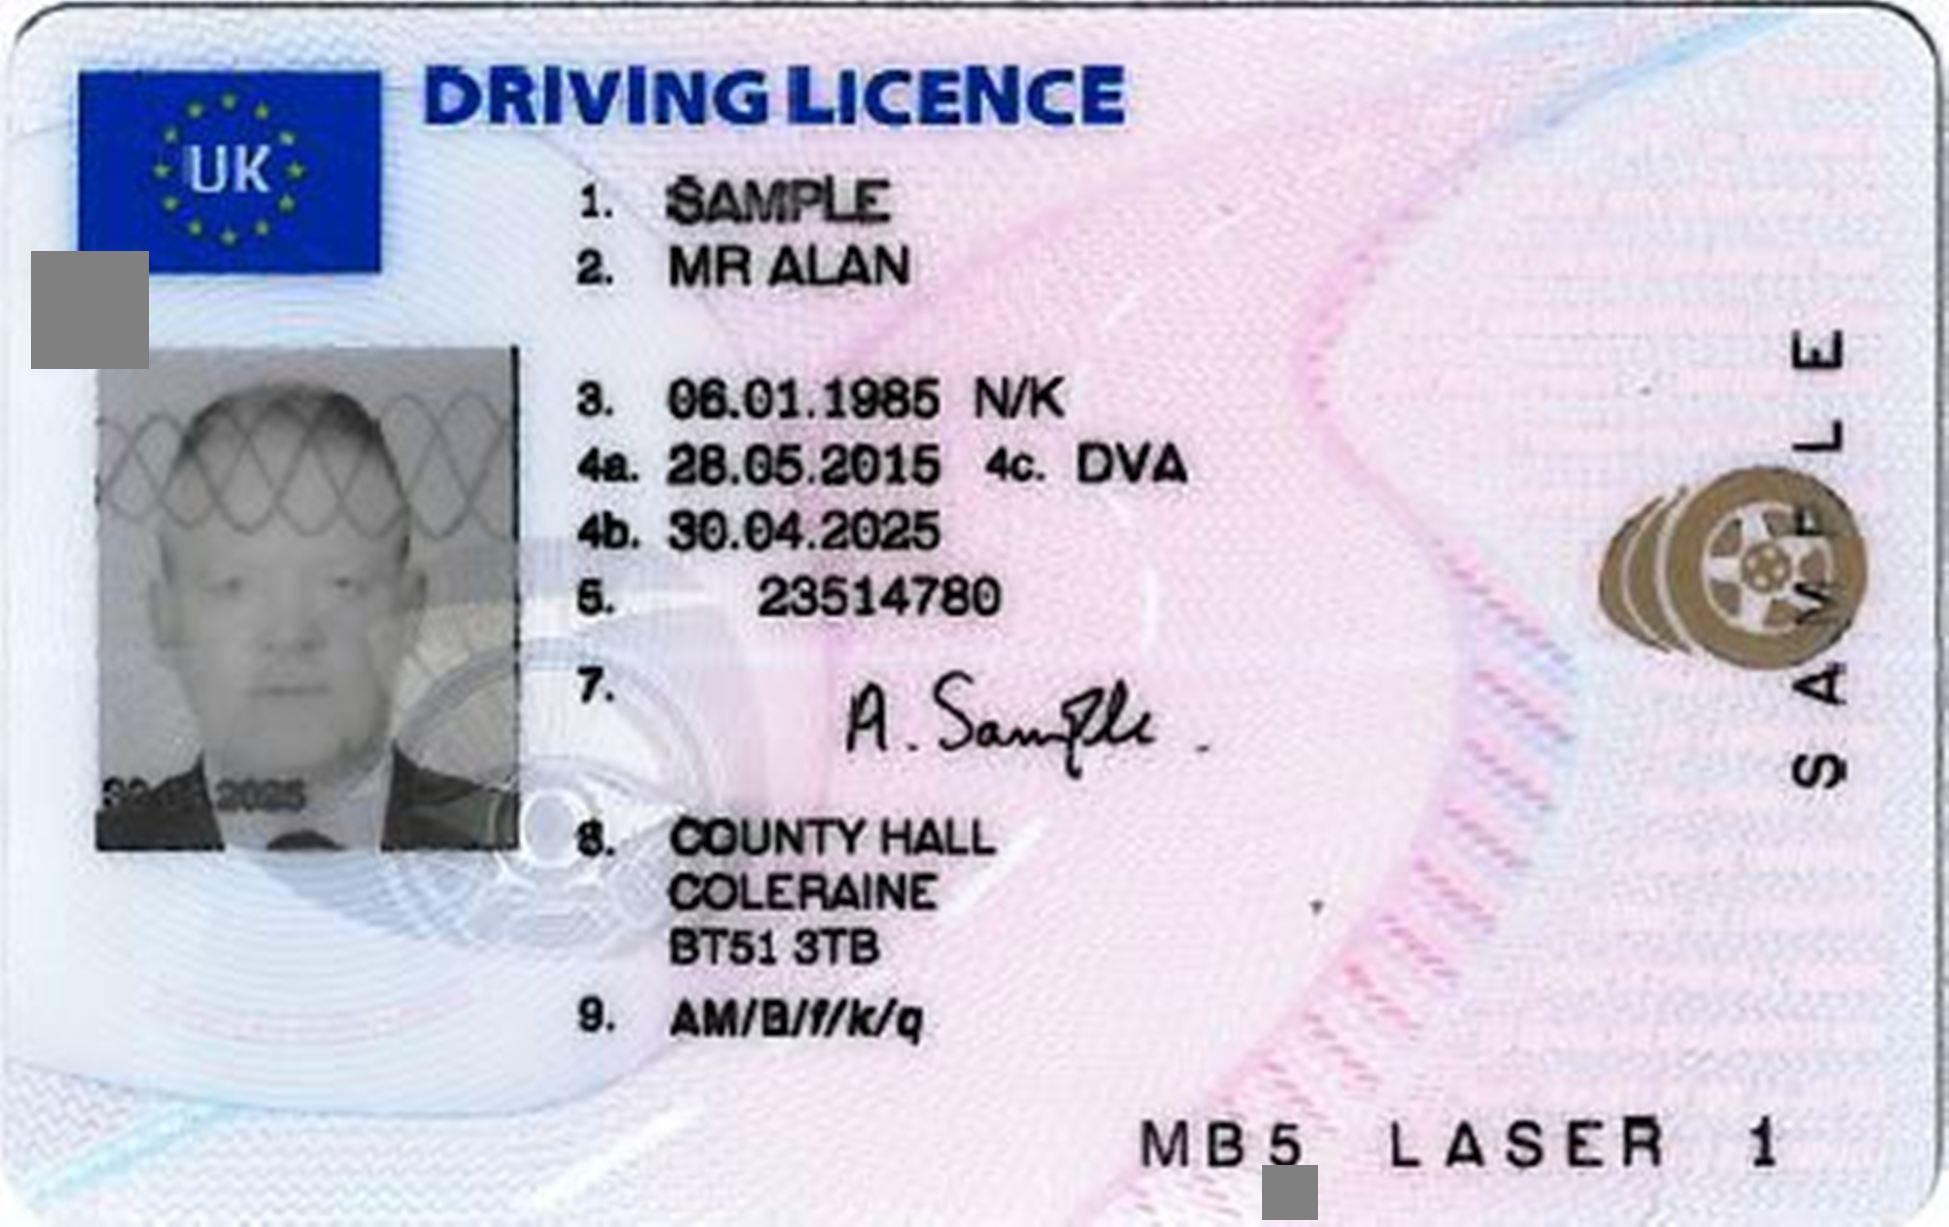 UK
DRIVING LICENCE
1. SAMPLE
2. MR ALAN
3. 06.01.1985 N/K
4a. 28.05.2015 4c. DVA
4b. 30.04.2025
5. 23514780
7. A. Sample.
8. COUNTY HALL
COLERAINE
BT51 3TB
9. AM/B/f/k/q
MB5 LASER 1
SAMPLE